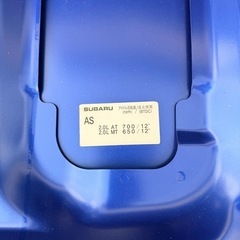 SUBARU
AS
2.0L AT 700/12°
2.0L MT 650/12°